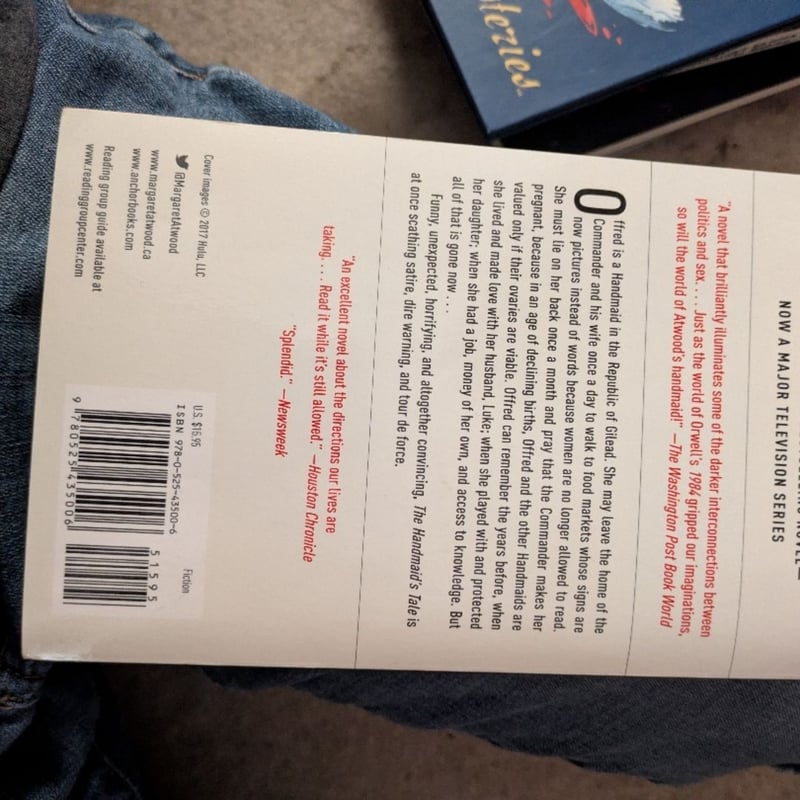 NOW A MAJOR TELEVISION SERIES
"A novel that brilliantly illuminates some of the darker interconnections between
politics and sex. . . . Just as the world of Orwell's 1984 gripped our imaginations,
so will the world of Atwood's handmaid!" —The Washington Post Book World
Offred is a Handmaid in the Republic of Gilead. She may leave the home of the
Commander and his wife once a day to walk to food markets whose signs are
now pictures instead of words because women are no longer allowed to read.
She must lie on her back once a month and pray that the Commander makes her
pregnant, because in an age of declining births, Offred and the other Handmaids are
valued only if their ovaries are viable. Offred can remember the years before, when
she lived and made love with her husband, Luke; when she played with and protected
her daughter; when she had a job, money of her own, and access to knowledge. But
all of that is gone now . . .
Funny, unexpected, horrifying, and altogether convincing, The Handmaid's Tale is
at once scathing satire, dire warning, and tour de force.
"An excellent novel about the directions our lives are
taking. . . . Read it while it's still allowed." —Houston Chronicle
"Splendid." —Newsweek
Cover images © 2017 Hulu, LLC
@MargaretAtwood
www.margaretatwood.ca
www.anchorbooks.com
Reading group guide available at
www.readinggroupcenter.com
U.S. $15.95
Fiction
ISBN 978-0-525-43500-6
51595
9 780525 435006